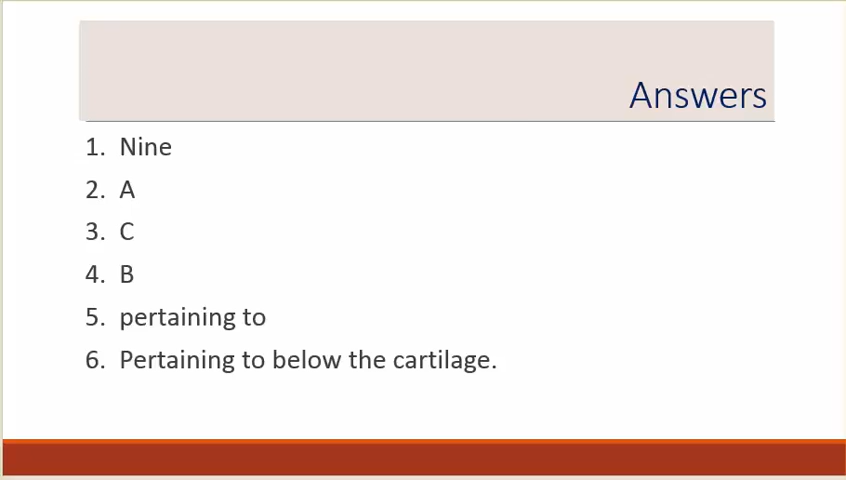 Answers
1. Nine
2. A
3. C
4. B
5. pertaining to
6. Pertaining to below the cartilage.